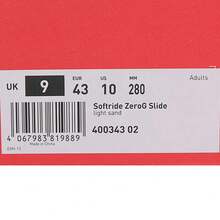 Adults
UK 9 EUR 43 US 10 MM 280
Softride ZeroG Slide
light sand
400343 02
4 067983 819889
Made in China